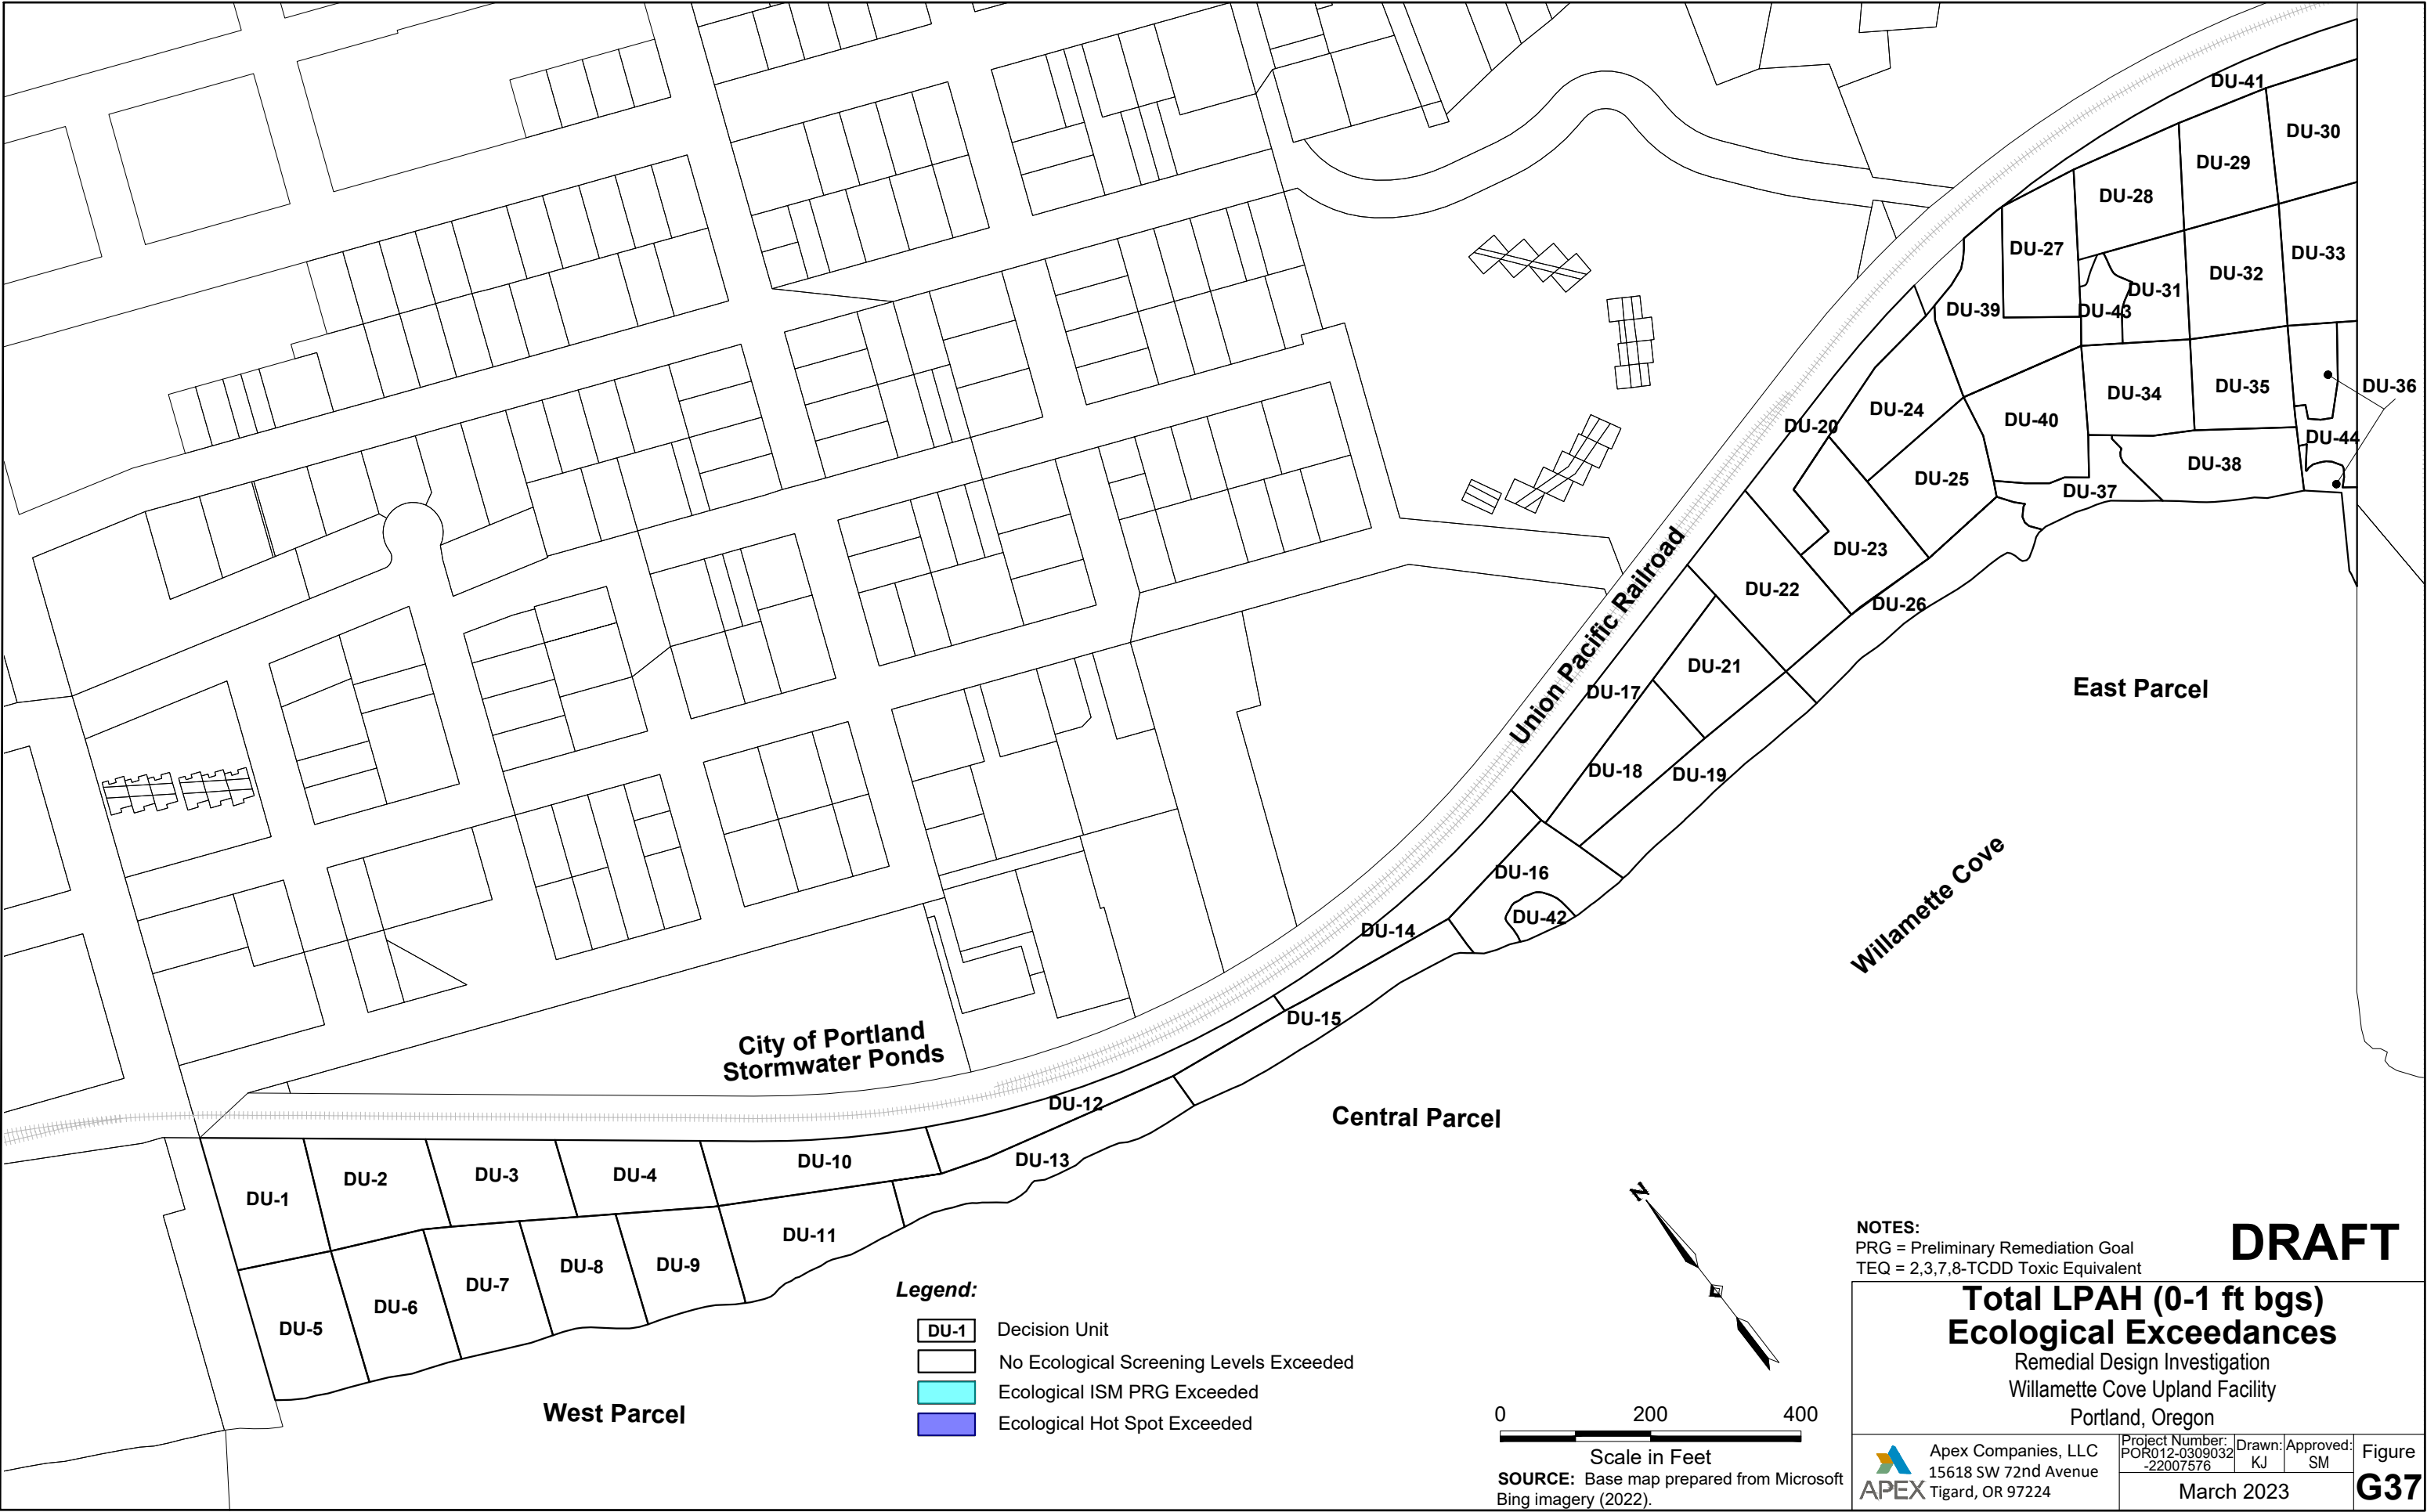 DU-41
DU-30
DU-29
DU-28
DU-27
DU-33
DU-32
DU-31
DU-43
DU-39
DU-36
DU-35
DU-34
DU-24
DU-40
DU-20
DU-44
DU-38
DU-25
DU-37
DU-23
DU-22
DU-26
Union Pacific Railroad
DU-21
DU-17
East Parcel
DU-18
DU-19
DU-16
DU-42
DU-14
Willamette Cove
DU-15
City of Portland
Stormwater Ponds
DU-12
Central Parcel
DU-13
DU-10
DU-4
DU-3
DU-2
DU-1
DU-11
DU-9
DU-8
DU-7
DU-6
DU-5
West Parcel
Legend:
DU-1 Decision Unit
No Ecological Screening Levels Exceeded
Ecological ISM PRG Exceeded
Ecological Hot Spot Exceeded
N
0 200 400
Scale in Feet
SOURCE: Base map prepared from Microsoft
Bing imagery (2022).
NOTES:
PRG = Preliminary Remediation Goal
TEQ = 2,3,7,8-TCDD Toxic Equivalent
DRAFT
Total LPAH (0-1 ft bgs)
Ecological Exceedances
Remedial Design Investigation
Willamette Cove Upland Facility
Portland, Oregon
APEX
Apex Companies, LLC
15618 SW 72nd Avenue
Tigard, OR 97224
Project Number:
POR012-0309032
-22007576
Drawn:
KJ
Approved:
SM
March 2023
Figure
G37